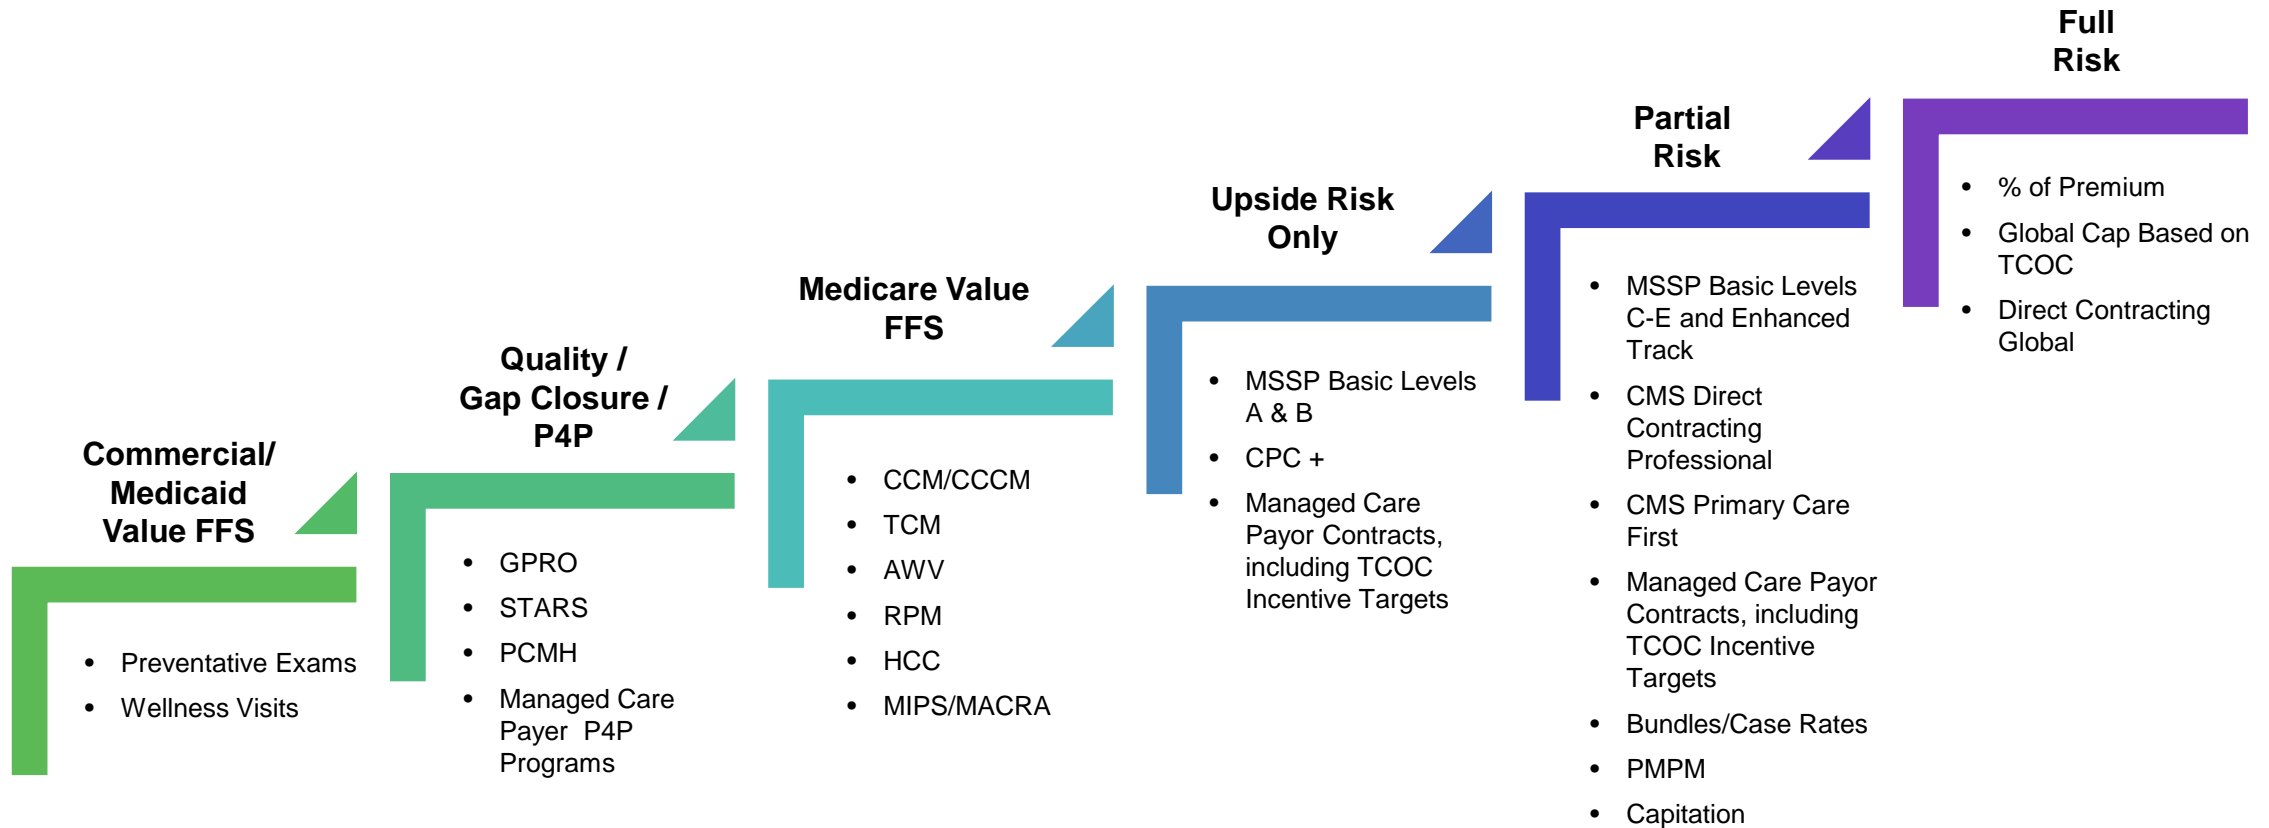 Commercial/
Medicaid
Value FFS
• Preventative Exams
• Wellness Visits
Quality /
Gap Closure /
P4P
• GPRO
• STARS
• PCMH
• Managed Care
Payer P4P
Programs
Medicare Value
FFS
• CCM/CCCM
• TCM
• AWV
• RPM
• HCC
• MIPS/MACRA
Upside Risk
Only
• MSSP Basic Levels
A & B
• CPC +
• Managed Care
Payor Contracts,
including TCOC
Incentive Targets
Partial
Risk
• MSSP Basic Levels
C-E and Enhanced
Track
• CMS Direct
Contracting
Professional
• CMS Primary Care
First
• Managed Care Payor
Contracts, including
TCOC Incentive
Targets
• Bundles/Case Rates
• PMPM
• Capitation
Full
Risk
• % of Premium
• Global Cap Based on
TCOC
• Direct Contracting
Global